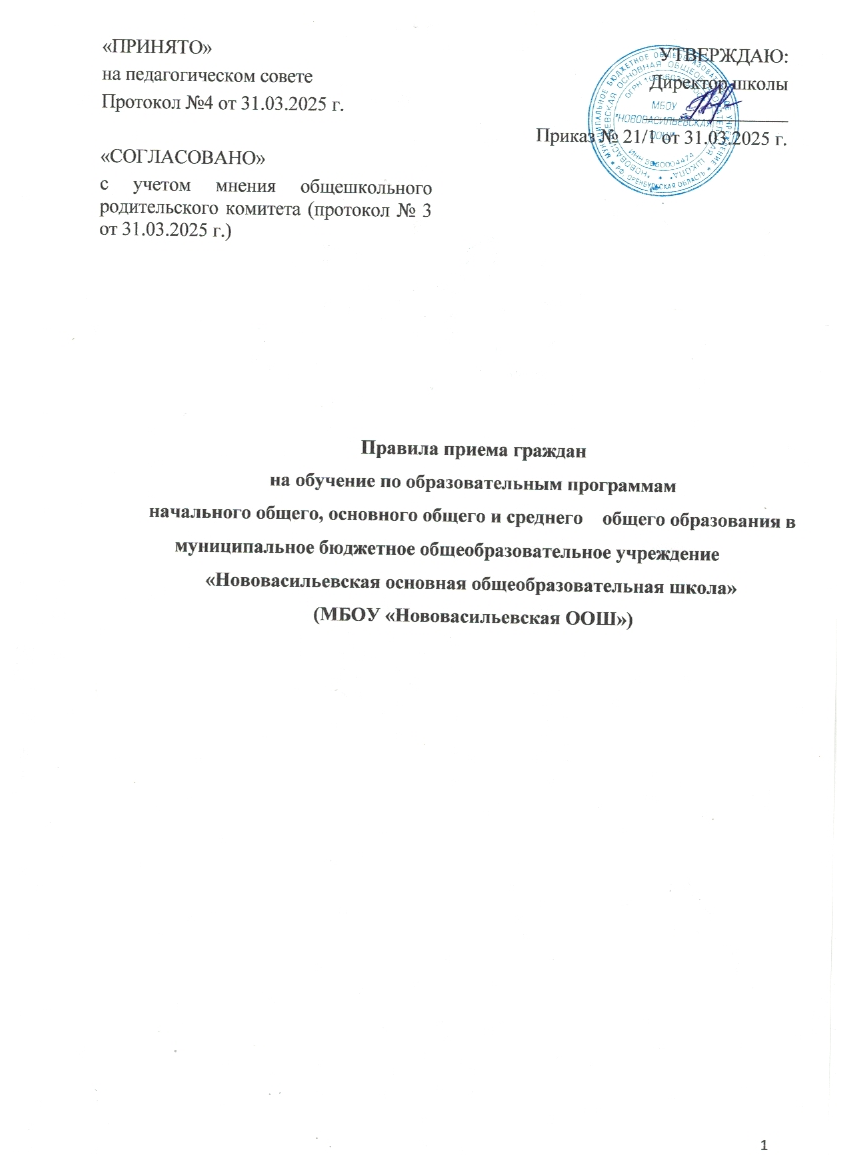 «ПРИНЯТО»
на педагогическом совете
Протокол №4 от 31.03.2025 г.
«СОГЛАСОВАНО»
с учетом мнения общешкольного
родительского комитета (протокол № 3
от 31.03.2025 г.)
УТВЕРЖДАЮ:
Директор школы
Приказ № 21/1 от 31.03.2025 г.
МБОУ
"НОВОВАСИЛЬЕВСКАЯ
ООШ"
Правила приема граждан
на обучение по образовательным программам
начального общего, основного общего и среднего общего образования в
муниципальное бюджетное общеобразовательное учреждение
«Нововасильевская основная общеобразовательная школа»
(МБОУ «Нововасильевская ООШ»)
1